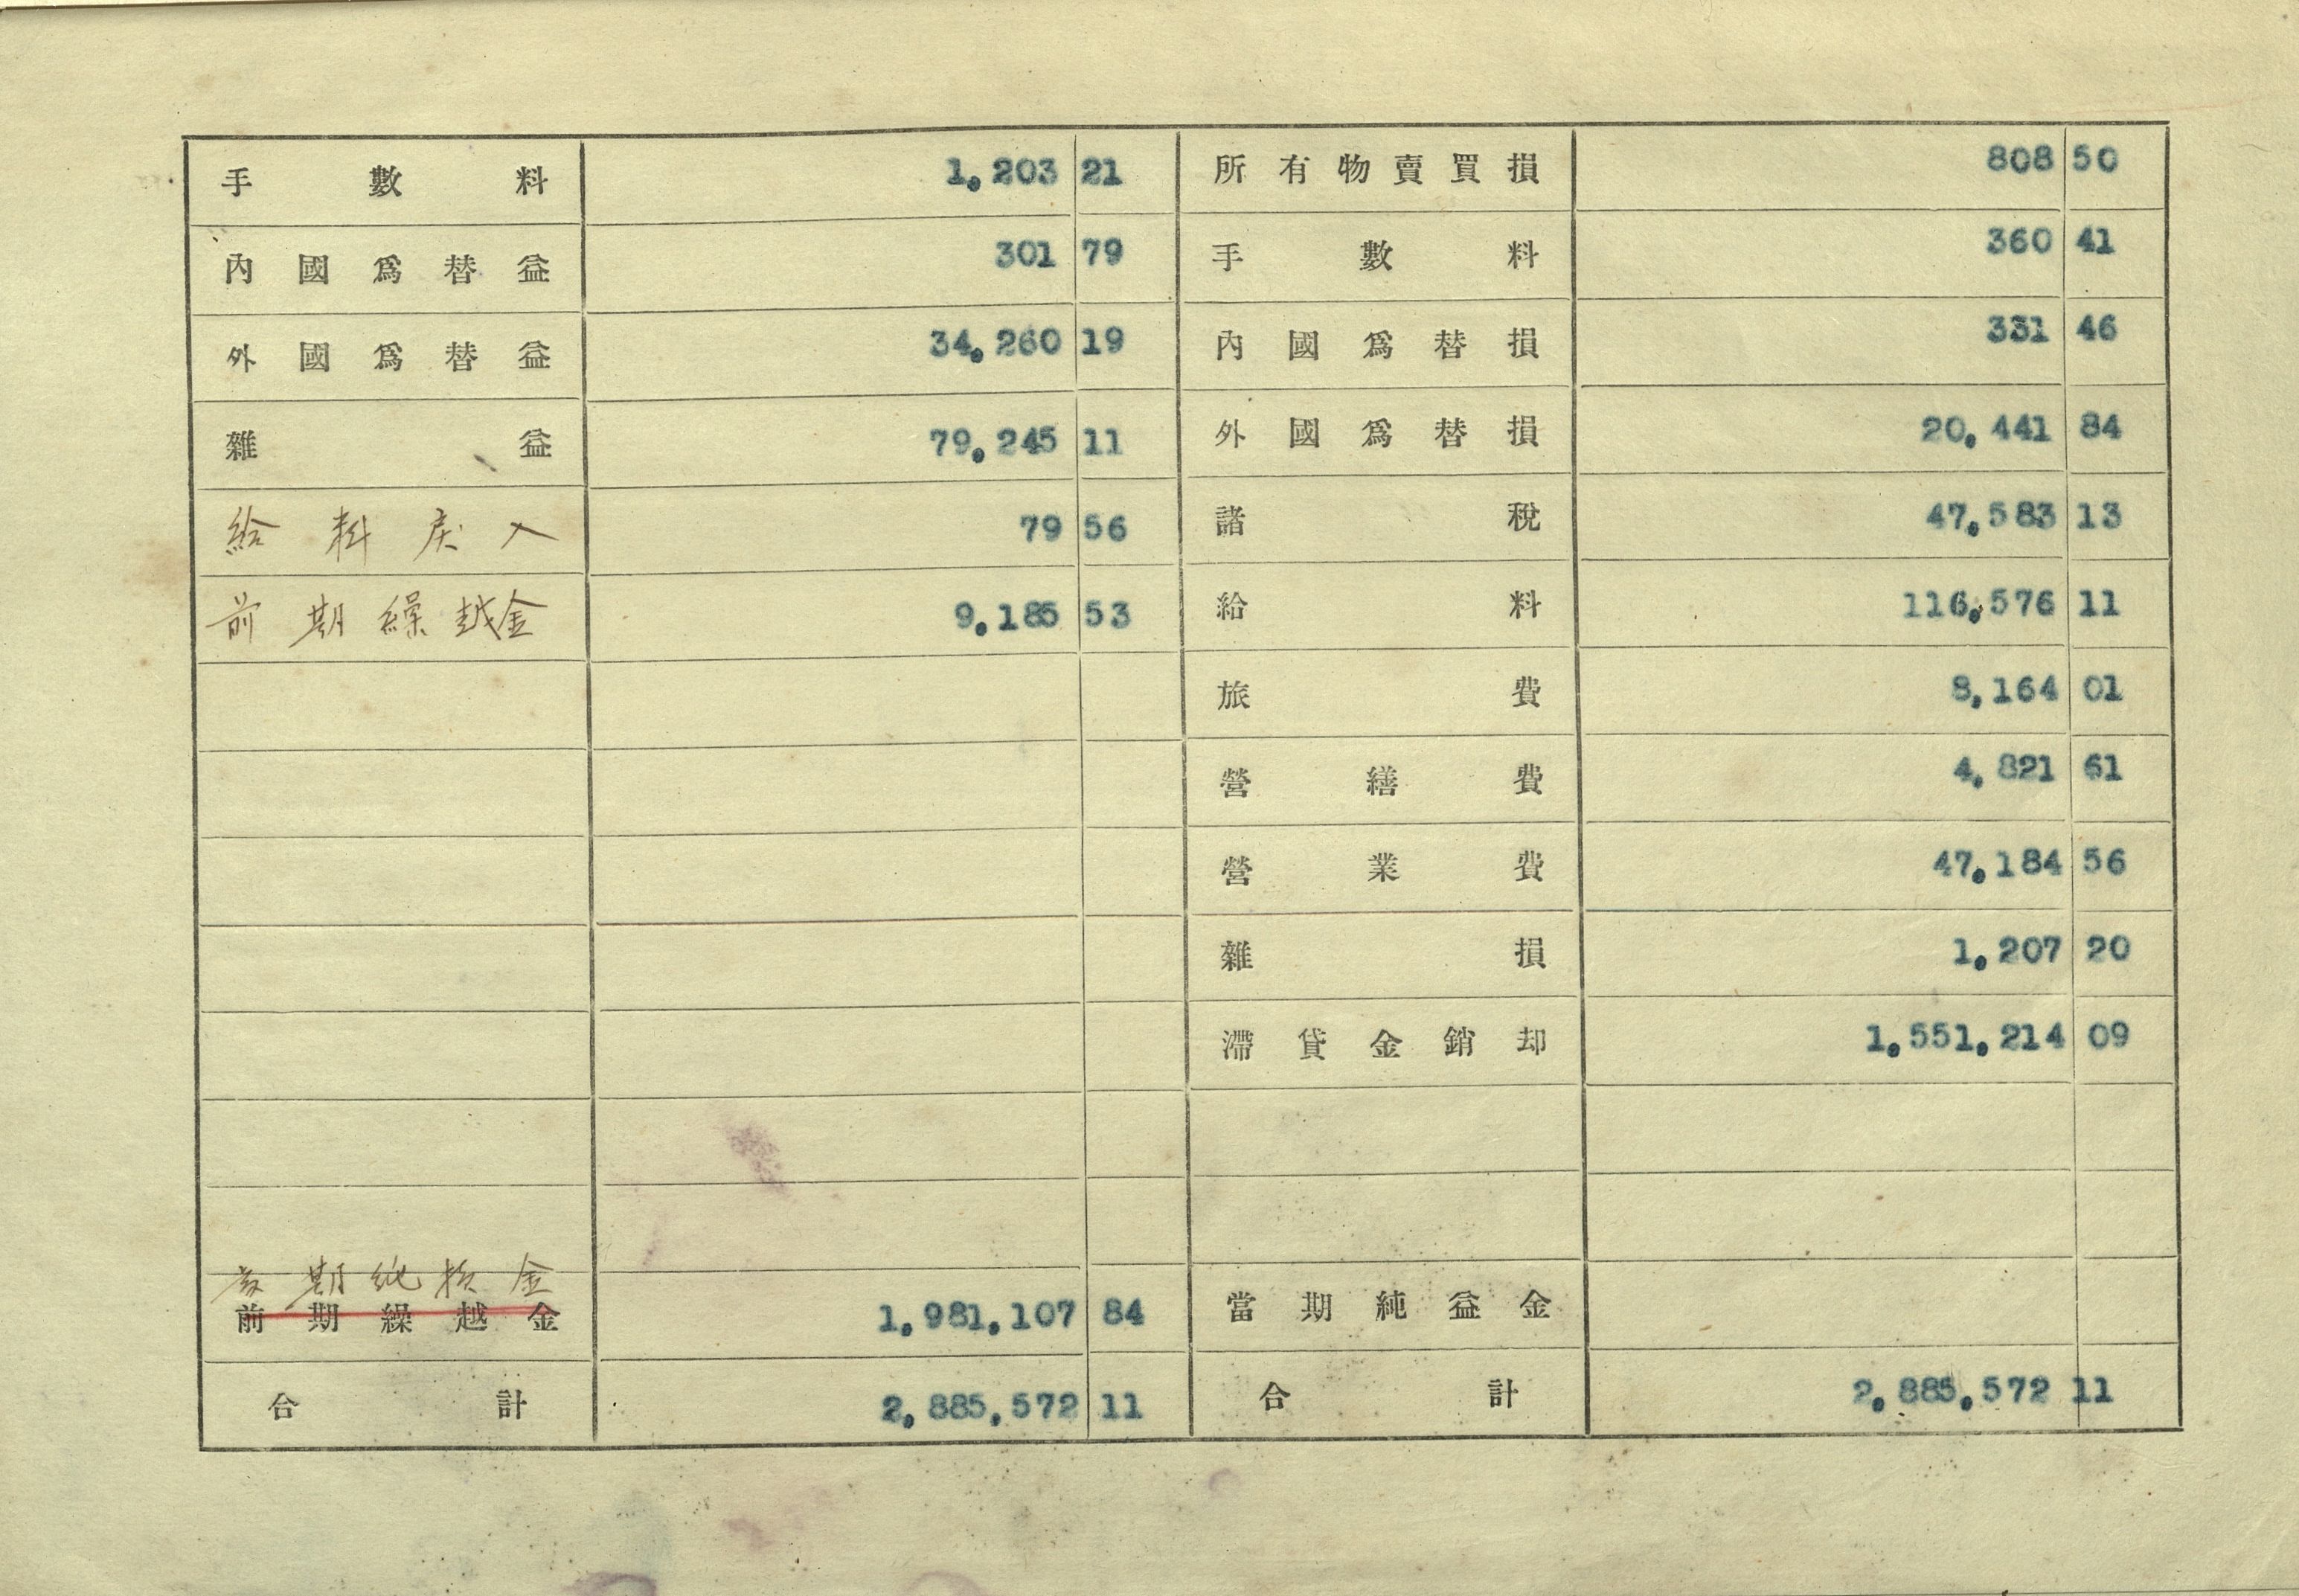 手數料 1,203 21 所有物賣買損 808 50
內國爲替益 301 79 手數料 360 41
外國爲替益 34,260 19 內國爲替損 331 46
雜益 79,245 11 外國爲替損 20,441 84
給料戻入 79 56 諸稅 47,583 13
前期繰越金 9,185 53 給料 116,576 11
旅費 8,164 01
營繕費 4,821 61
營業費 47,184 56
雜損 1,207 20
滯貸金銷却 1,551,214 09
期純損金
前期繰越金 1,981,107 84 當期純益金
合計 2,885,572 11 合計 2,885,572 11